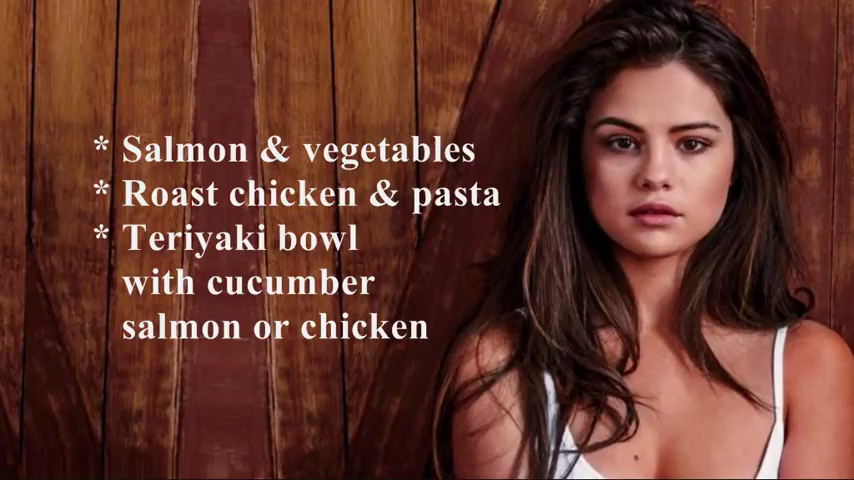 * Salmon & vegetables
* Roast chicken & pasta
* Teriyaki bowl
with cucumber
salmon or chicken